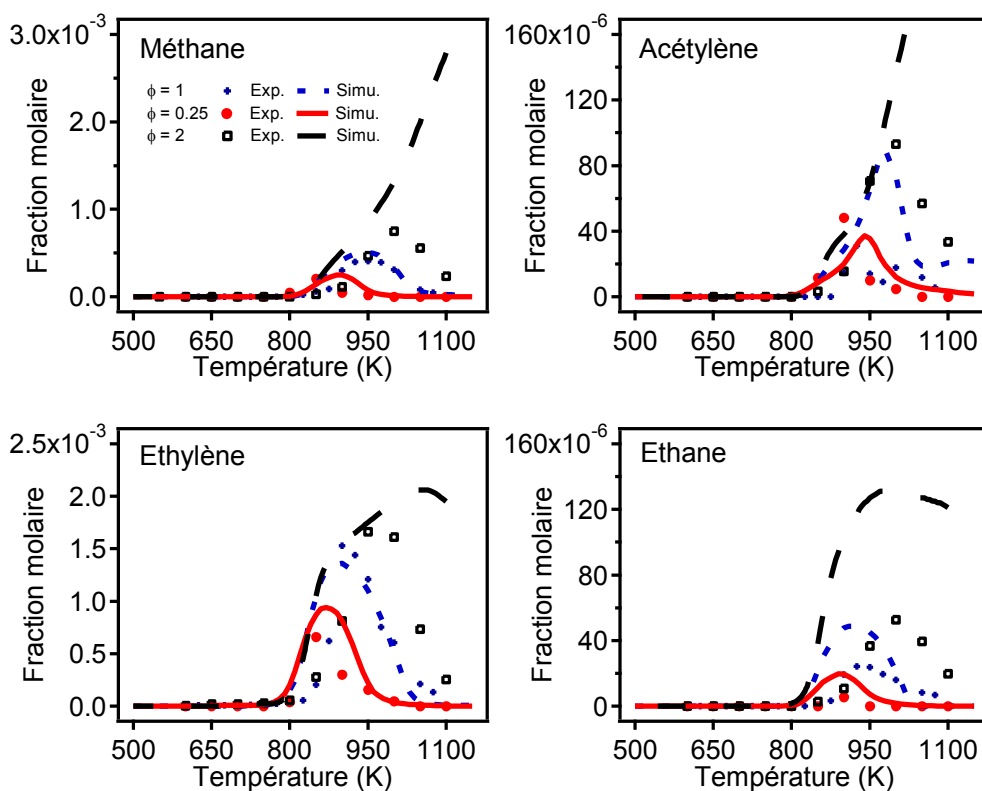 3.0x10⁻³
2.0
1.0
0.0
Fraction molaire
Méthane
ϕ = 1 Exp. Simu.
ϕ = 0.25 Exp. Simu.
ϕ = 2 Exp. Simu.
500 650 800 950 1100
Température (K)
160x10⁻⁶
120
80
40
0
Fraction molaire
Acétylène
500 650 800 950 1100
Température (K)
2.5x10⁻³
2.0
1.5
1.0
0.5
0.0
Fraction molaire
Ethylène
500 650 800 950 1100
Température (K)
160x10⁻⁶
120
80
40
0
Fraction molaire
Ethane
500 650 800 950 1100
Température (K)